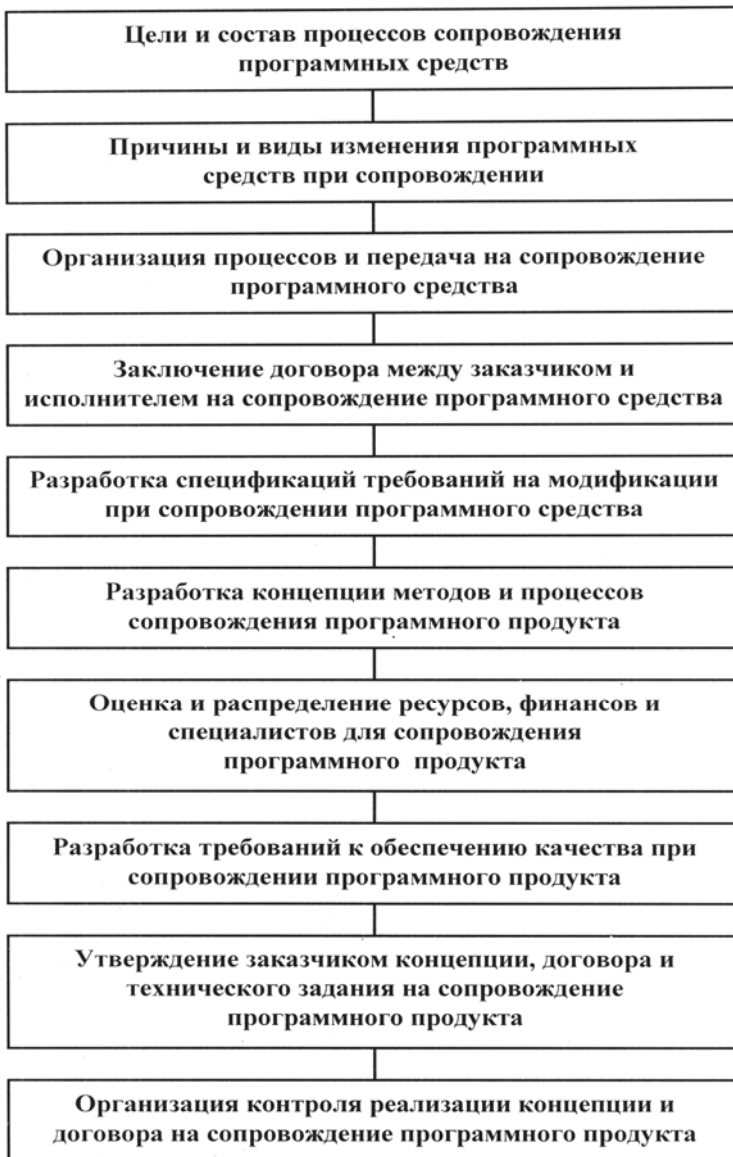 Цели и состав процессов сопровождения
программных средств
Причины и виды изменения программных
средств при сопровождении
Организация процессов и передача на сопровождение
программного средства
Заключение договора между заказчиком и
исполнителем на сопровождение программного средства
Разработка спецификаций требований на модификации
при сопровождении программного средства
Разработка концепции методов и процессов
сопровождения программного продукта
Оценка и распределение ресурсов, финансов и
специалистов для сопровождения
программного продукта
Разработка требований к обеспечению качества при
сопровождении программного продукта
Утверждение заказчиком концепции, договора и
технического задания на сопровождение
программного продукта
Организация контроля реализации концепции и
договора на сопровождение программного продукта